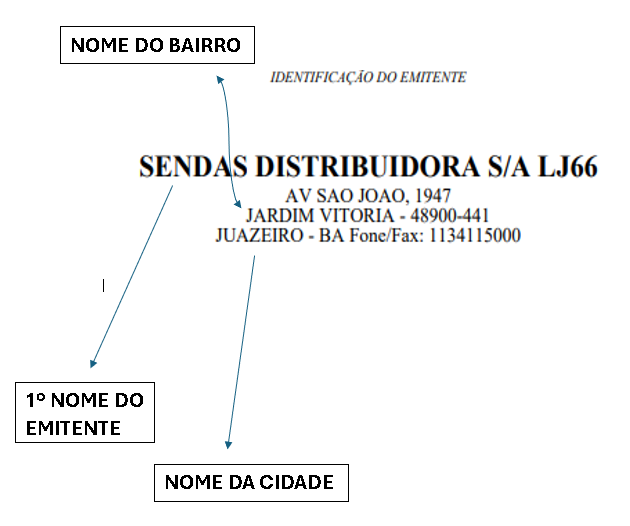 NOME DO BAIRRO
IDENTIFICAÇÃO DO EMITENTE
SENDAS DISTRIBUIDORA S/A LJ66
AV SAO JOAO, 1947
JARDIM VITORIA - 48900-441
JUAZEIRO - BA Fone/Fax: 1134115000
1º NOME DO
EMITENTE
NOME DA CIDADE